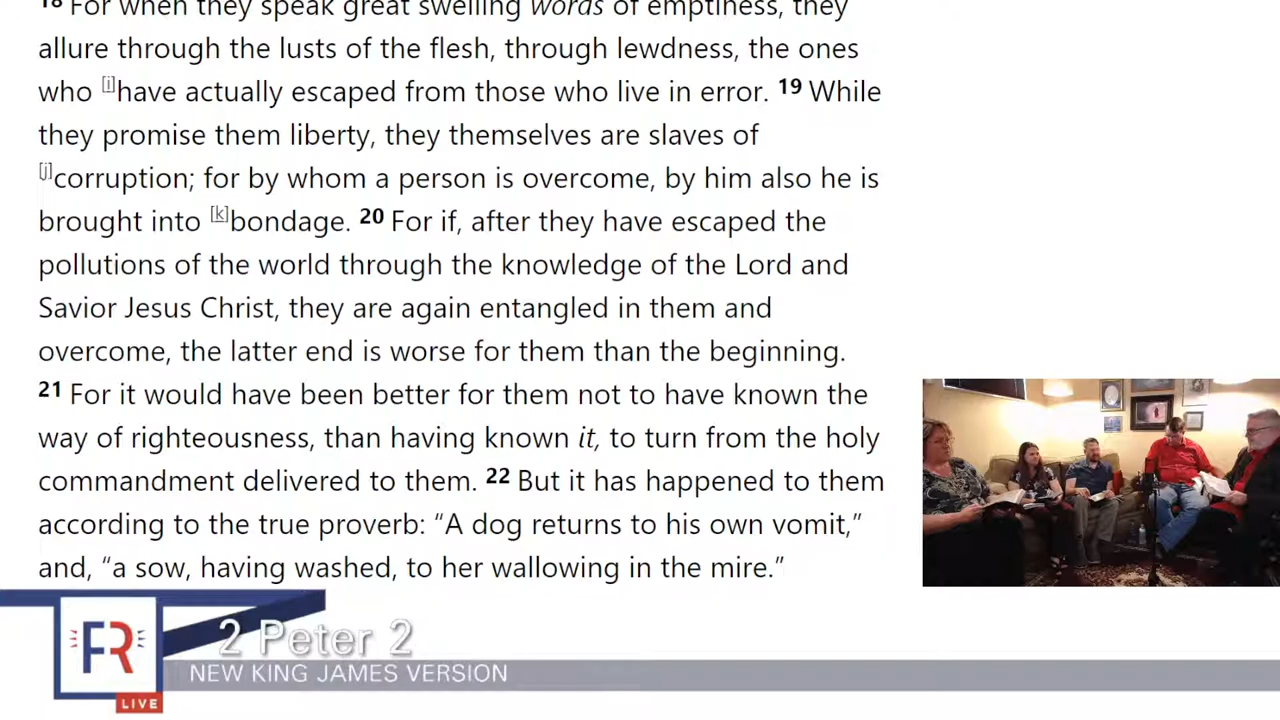 18 For when they speak great swelling words of emptiness, they
allure through the lusts of the flesh, through lewdness, the ones
who [i]have actually escaped from those who live in error. 19 While
they promise them liberty, they themselves are slaves of
[j]corruption; for by whom a person is overcome, by him also he is
brought into [k]bondage. 20 For if, after they have escaped the
pollutions of the world through the knowledge of the Lord and
Savior Jesus Christ, they are again entangled in them and
overcome, the latter end is worse for them than the beginning.
21 For it would have been better for them not to have known the
way of righteousness, than having known it, to turn from the holy
commandment delivered to them. 22 But it has happened to them
according to the true proverb: “A dog returns to his own vomit,”
and, “a sow, having washed, to her wallowing in the mire.”
2 Peter 2
NEW KING JAMES VERSION
FR
LIVE